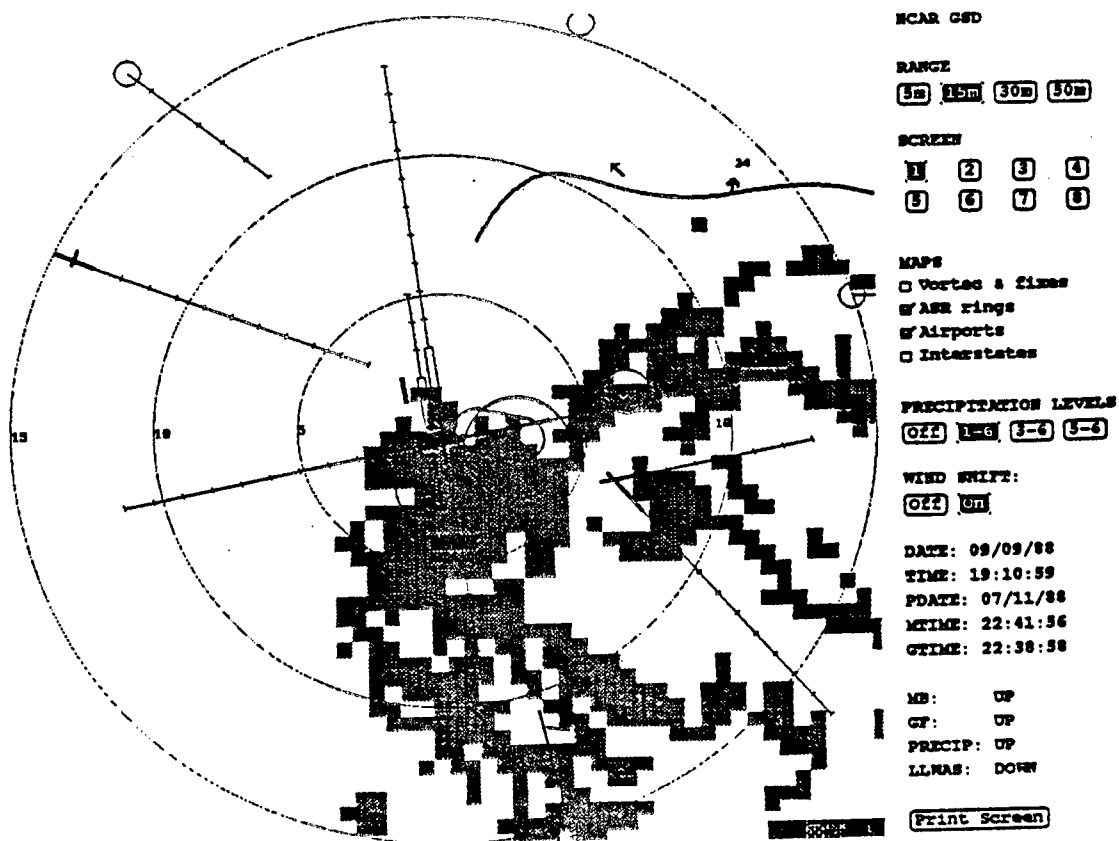 NCAR GSD
RANGE
5m 15m 30m 50m
SCREEN
1 2 3 4
5 6 7 8
34
MAPS
Vortec & fixes
ASR rings
Airports
Interstates
PRECIPITATION LEVELS
Off 1-6 3-6 5-6
15 10 5 10
WIND SHIFT:
Off On
DATE: 09/09/88
TIME: 19:10:59
PDATE: 07/11/88
MTIME: 22:41:56
GTIME: 22:38:58
MB: UP
GF: UP
PRECIP: UP
LLWAS: DOWN
Print Screen